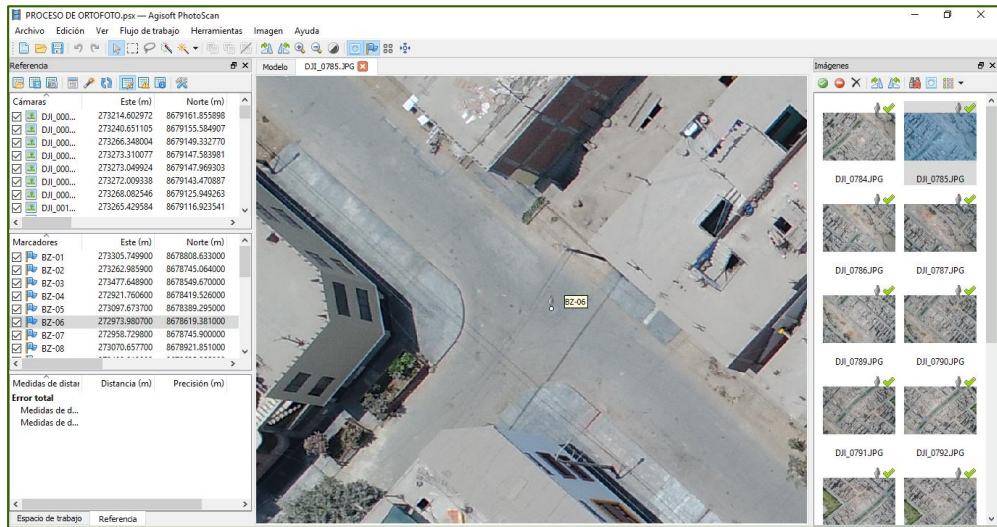 PROCESO DE ORTOFOTO.psx — Agisoft PhotoScan
Archivo Edición Ver Flujo de trabajo Herramientas Imagen Ayuda
Referencia
Modelo DJI_0785.JPG
Imágenes
Cámaras Este (m) Norte (m)
DJI_000... 273214.602972 8679161.855898
DJI_000... 273240.651105 8679155.584907
DJI_000... 273266.348004 8679149.332770
DJI_000... 273273.310077 8679147.583981
DJI_000... 273273.049924 8679147.969303
DJI_000... 273272.009338 8679143.470887
DJI_000... 273268.082546 8679125.949263
DJI_001... 273265.429584 8679116.923541
Marcadores Este (m) Norte (m)
BZ-01 273305.749900 8678808.633000
BZ-02 273262.985900 8678745.064000
BZ-03 273477.648900 8678549.670000
BZ-04 272921.760600 8678419.526000
BZ-05 273097.673700 8678389.295000
BZ-06 272973.980700 8678619.381000
BZ-07 272958.729800 8678745.900000
BZ-08 273070.657700 8678921.851000
Medidas de distar Distancia (m) Precisión (m)
Error total
Medidas de d...
Medidas de d...
Espacio de trabajo Referencia
BZ-06
DJI_0784.JPG DJI_0785.JPG
DJI_0786.JPG DJI_0787.JPG
DJI_0789.JPG DJI_0790.JPG
DJI_0791.JPG DJI_0792.JPG